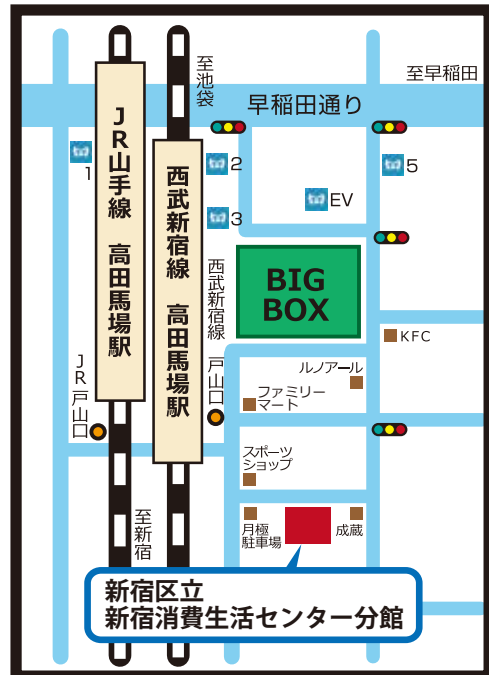 至早稲田
至池袋
早稲田通り
JR山手線 高田馬場駅
西武新宿線 高田馬場駅
1
2
3
5
EV
BIG
BOX
西武新宿線 戸山口
KFC
ルノアール
ファミリー
マート
JR戸山口
スポーツ
ショップ
至新宿
月極
駐車場
成蔵
新宿区立
新宿消費生活センター分館